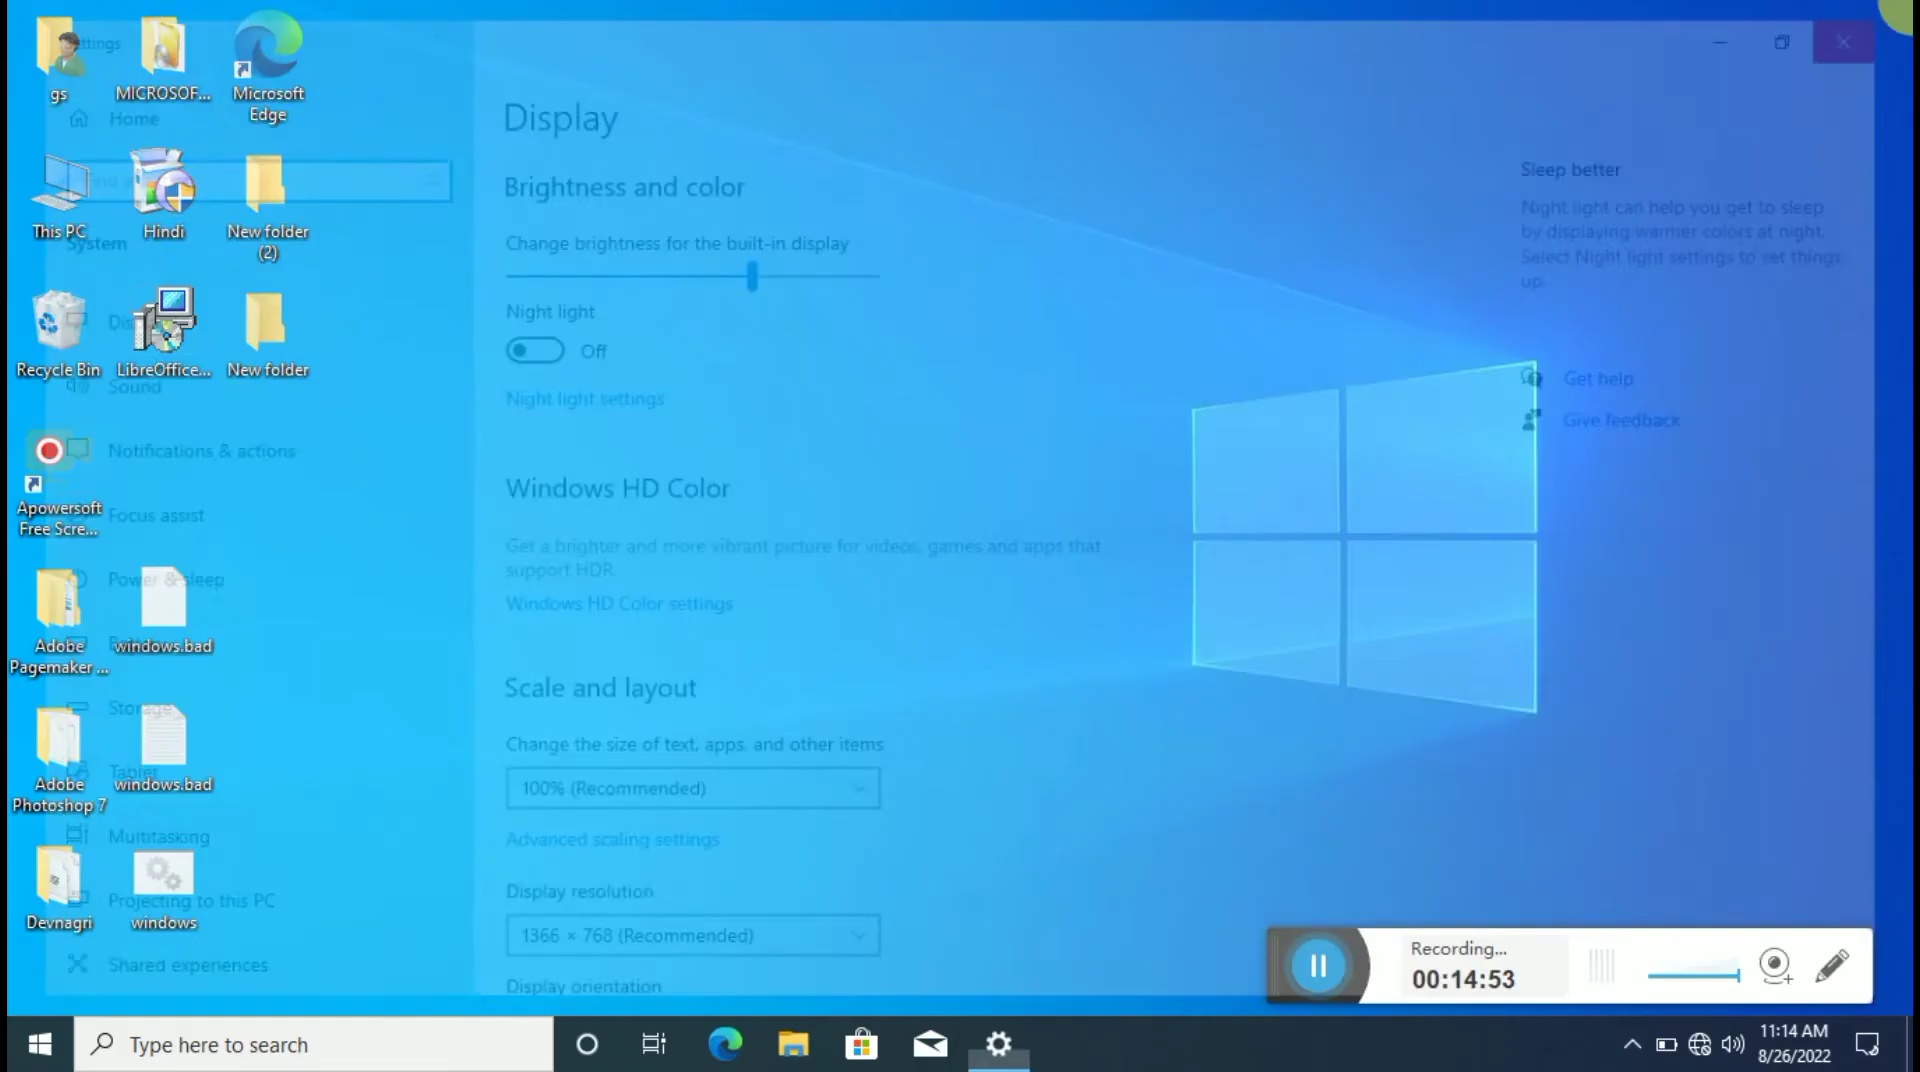 gs
MICROSOF...
Microsoft
Edge
This PC
Hindi
New folder
(2)
Recycle Bin
LibreOffice...
New folder
Apowersoft
Free Scre...
Adobe
Pagemaker ...
windows.bad
Adobe
Photoshop 7
windows.bad
Devnagri
windows
Home
System
Sound
Notifications & actions
Focus assist
Power & sleep
Storage
Tablet
Multitasking
Projecting to this PC
Shared experiences
Display
Brightness and color
Change brightness for the built-in display
Night light
Off
Night light settings
Windows HD Color
Get a brighter and more vibrant picture for videos, games and apps that
support HDR.
Windows HD Color settings
Scale and layout
Change the size of text, apps, and other items
100% (Recommended)
Advanced scaling settings
Display resolution
1366 × 768 (Recommended)
Display orientation
Sleep better
Night light can help you get to sleep
by displaying warmer colors at night.
Select Night light settings to set things
up.
Get help
Give feedback
Recording...
00:14:53
Type here to search
11:14 AM
8/26/2022